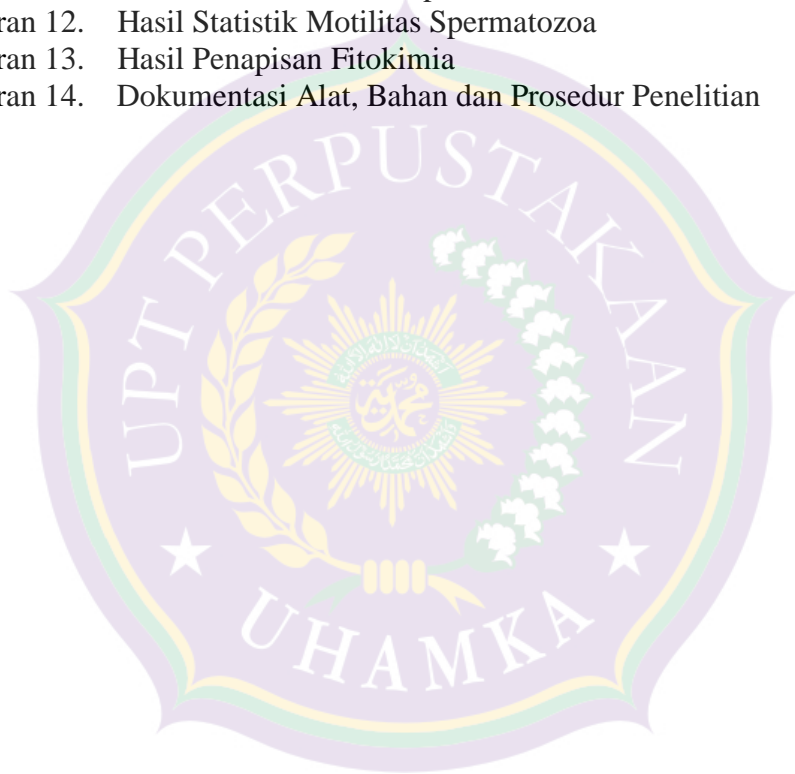 ran 12. Hasil Statistik Motilitas Spermatozoa
ran 13. Hasil Penapisan Fitokimia
ran 14. Dokumentasi Alat, Bahan dan Prosedur Penelitian
UPT PERPUSTAKAAN
محمدية
UHAMKA